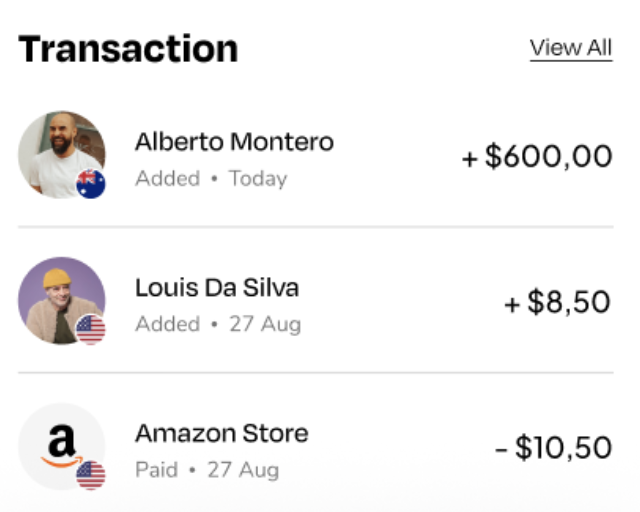 Transaction
View All
Alberto Montero
Added • Today
+ $600,00
Louis Da Silva
Added • 27 Aug
+ $8,50
a
Amazon Store
Paid • 27 Aug
- $10,50